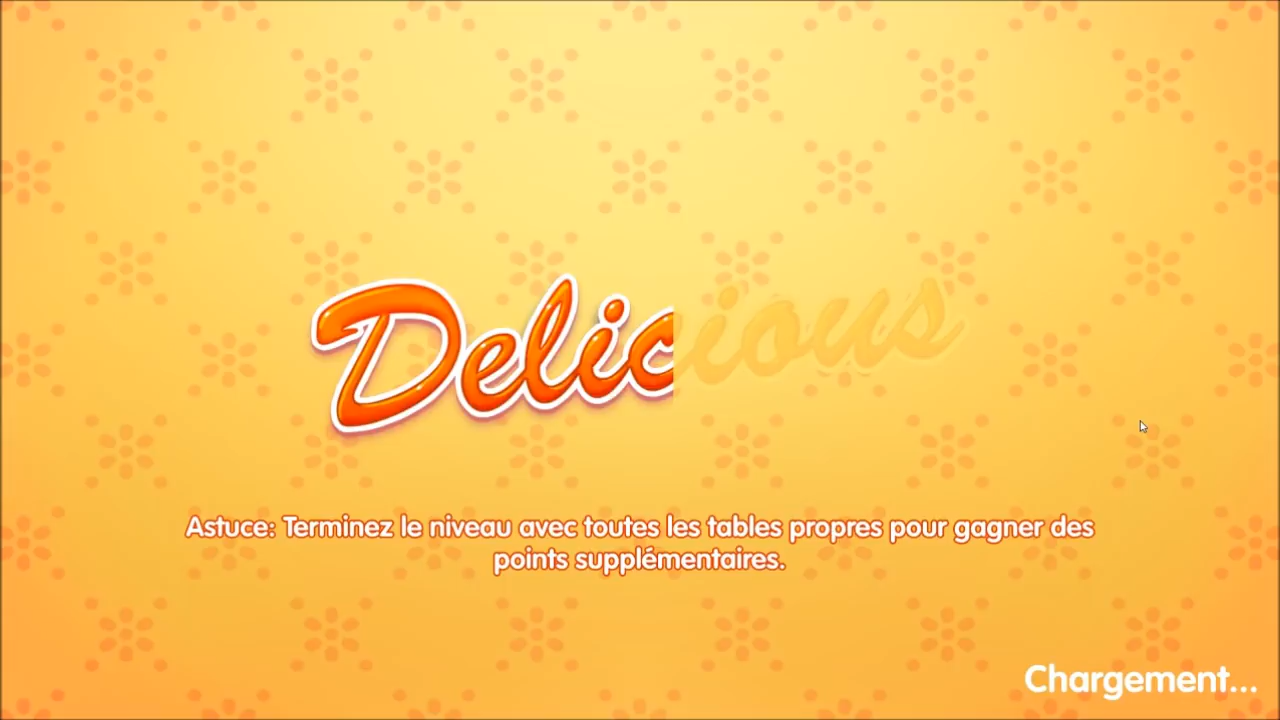 Delicious
Astuce: Terminez le niveau avec toutes les tables propres pour gagner des
points supplémentaires.
Chargement...